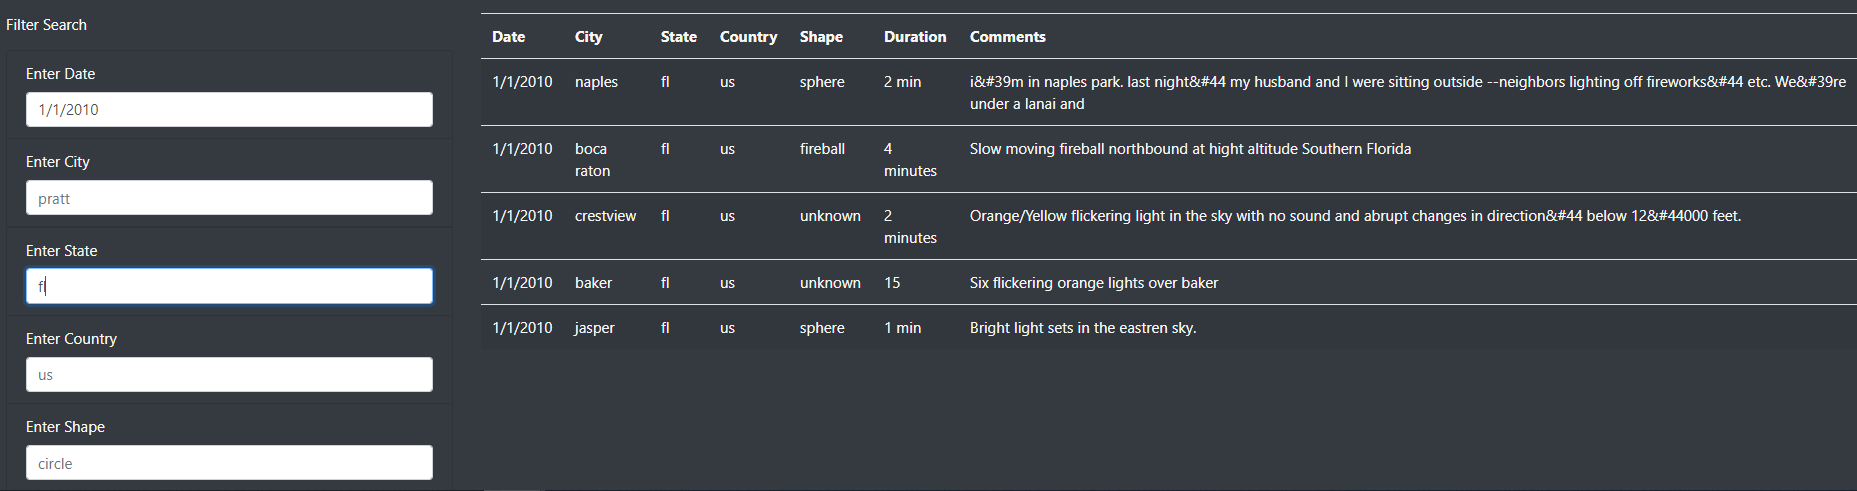 Filter Search
Enter Date
1/1/2010
Enter City
pratt
Enter State
fl
Enter Country
us
Enter Shape
circle
Date City State Country Shape Duration Comments
1/1/2010 naples fl us sphere 2 min i&#39m in naples park. last night&#44 my husband and I were sitting outside --neighbors lighting off fireworks&#44 etc. We&#39re
under a lanai and
1/1/2010 boca fl us fireball 4 Slow moving fireball northbound at hight altitude Southern Florida
raton minutes
1/1/2010 crestview fl us unknown 2 Orange/Yellow flickering light in the sky with no sound and abrupt changes in direction&#44 below 12&#44000 feet.
minutes
1/1/2010 baker fl us unknown 15 Six flickering orange lights over baker
1/1/2010 jasper fl us sphere 1 min Bright light sets in the eastren sky.